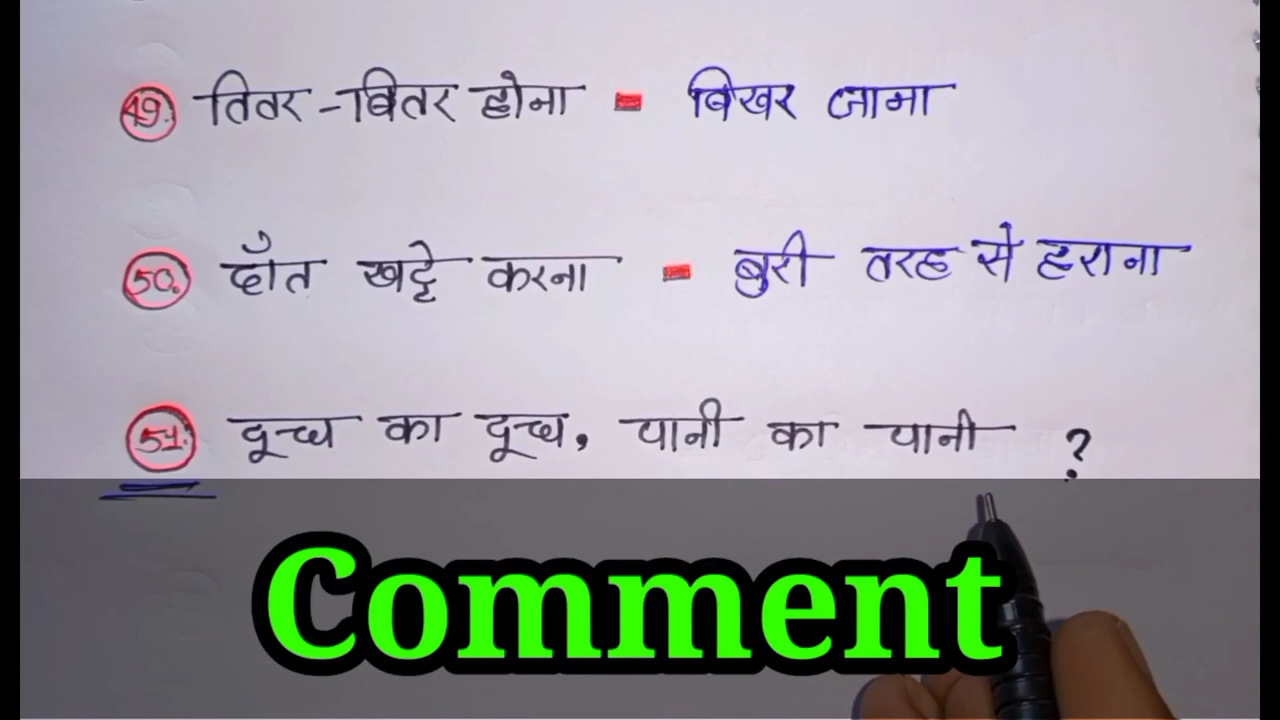 49. तितर-बितर होना - बिखर जाना
50. दाँत खट्टे करना - बुरी तरह से हराना
51. दूध का दूध, पानी का पानी ?
Comment